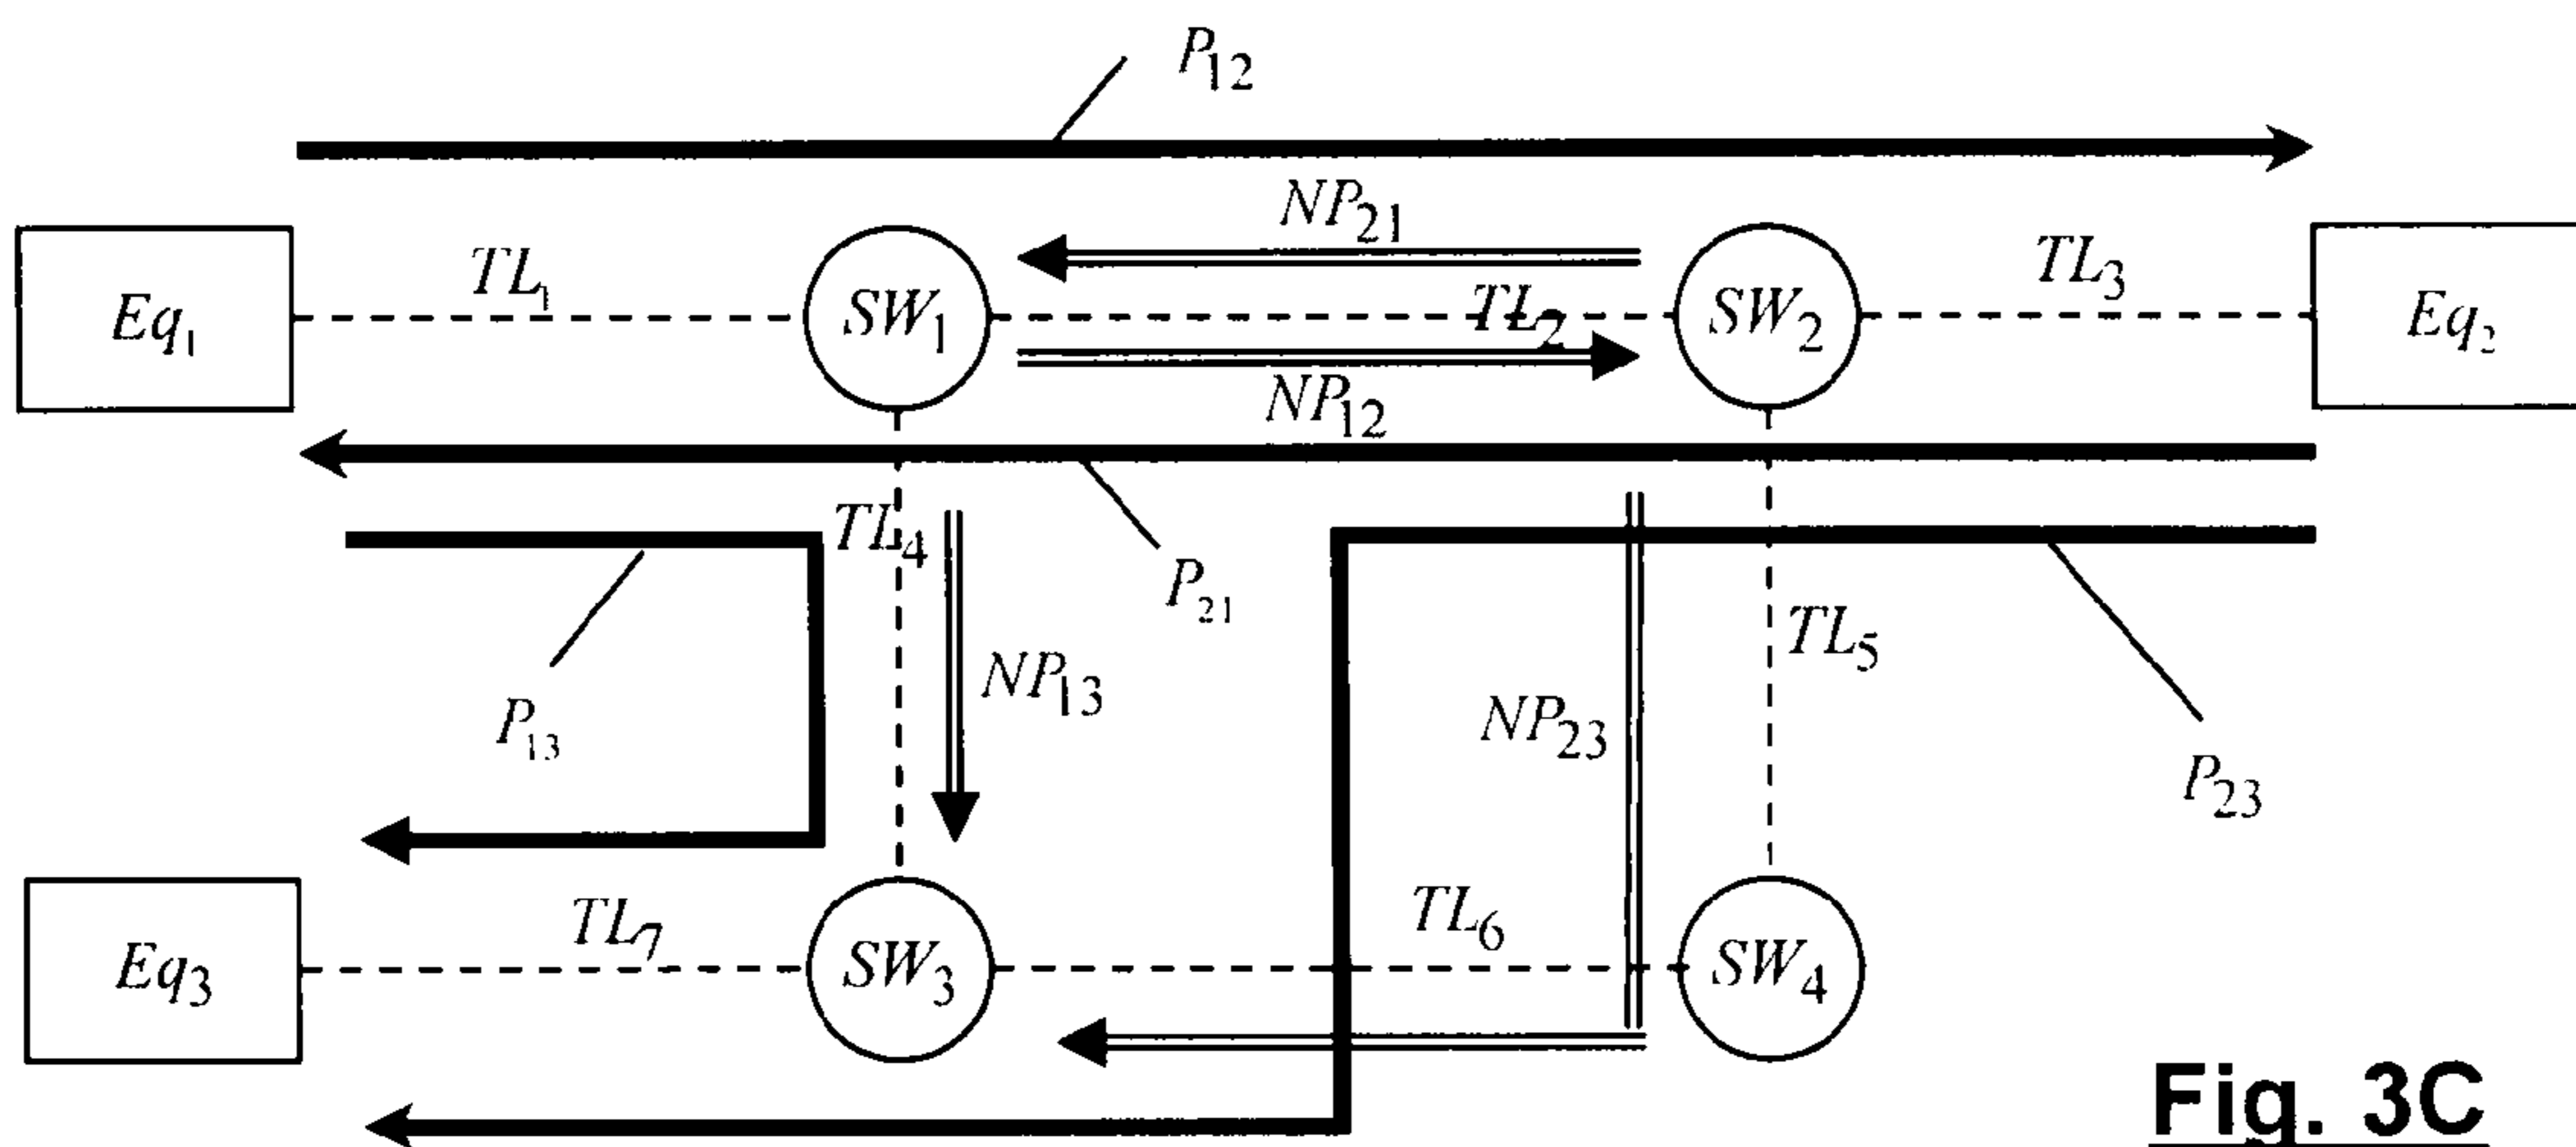 P12
NP21
TL1
TL2
TL3
Eq1
SW1
SW2
Eq2
NP12
TL4
P21
TL5
NP13
NP23
P13
P23
TL7
TL6
Eq3
SW3
SW4
Fig. 3C